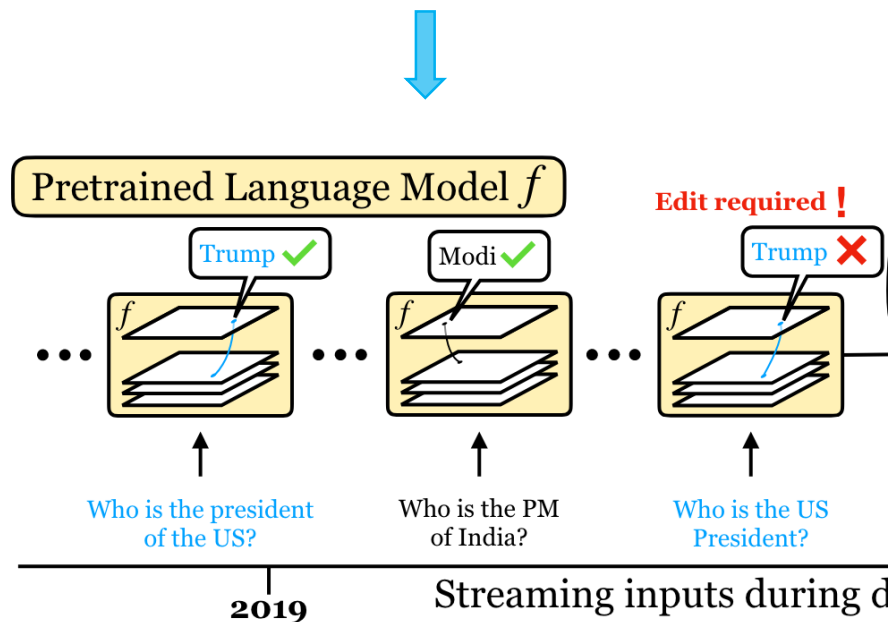 Pretrained Language Model f
Edit required !
Trump
Modi
Trump
f
f
f
Who is the president
of the US?
Who is the PM
of India?
Who is the US
President?
2019
Streaming inputs during d